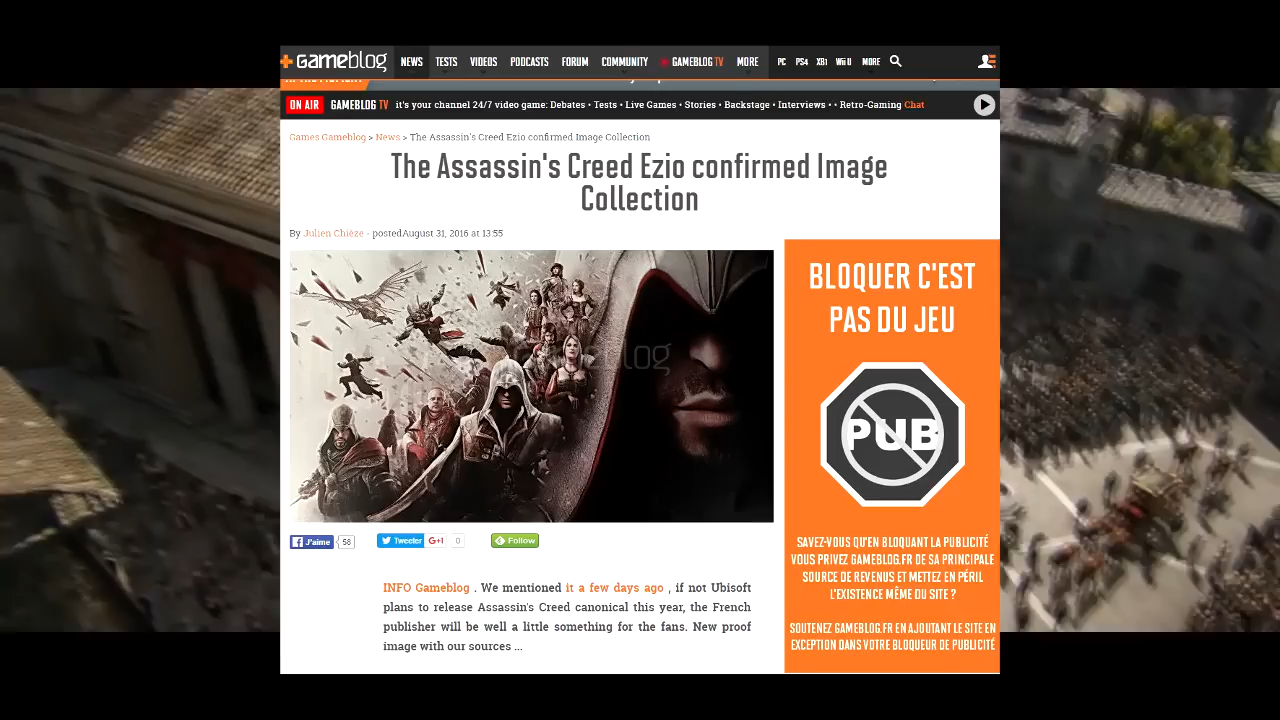 gameblog NEWS TESTS VIDEOS PODCASTS FORUM COMMUNITY GAMEBLOG TV MORE PC PS4 XB1 Wii U MORE
ON AIR GAMEBLOG TV it's your channel 24/7 video game: Debates • Tests • Live Games • Stories • Backstage • Interviews • • Retro-Gaming Chat
Games Gameblog > News > The Assassin's Creed Ezio confirmed Image Collection
The Assassin's Creed Ezio confirmed Image
Collection
By Julien Chièze - postedAugust 31, 2016 at 13:55
gameblog
J'aime 58 Tweeter G+1 0 Follow
INFO Gameblog . We mentioned it a few days ago , if not Ubisoft
plans to release Assassin's Creed canonical this year, the French
publisher will be well a little something for the fans. New proof
image with our sources ...
BLOQUER C'EST
PAS DU JEU
PUB
SAVEZ-VOUS QU'EN BLOQUANT LA PUBLICITÉ
VOUS PRIVEZ GAMEBLOG.FR DE SA PRINCIPALE
SOURCE DE REVENUS ET METTEZ EN PÉRIL
L'EXISTENCE MÊME DU SITE ?
SOUTENEZ GAMEBLOG.FR EN AJOUTANT LE SITE EN
EXCEPTION DANS VOTRE BLOQUEUR DE PUBLICITÉ